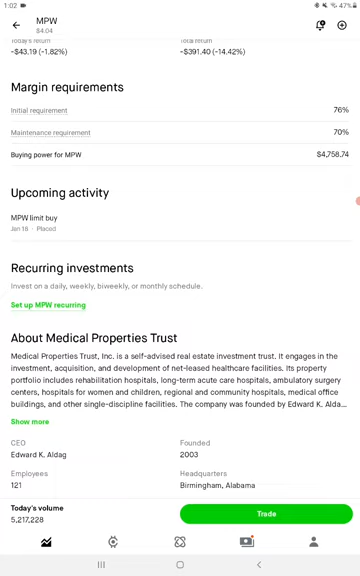 1:02
47%
MPW
$4.04
Today's return
Total return
-$43.19 (-1.82%)
-$391.40 (-14.42%)
Margin requirements
Initial requirement
76%
Maintenance requirement
70%
Buying power for MPW
$4,758.74
Upcoming activity
MPW limit buy
Jan 16 · Placed
Recurring investments
Invest on a daily, weekly, biweekly, or monthly schedule.
Set up MPW recurring
About Medical Properties Trust
Medical Properties Trust, Inc. is a self-advised real estate investment trust. It engages in the
investment, acquisition, and development of net-leased healthcare facilities. Its property
portfolio includes rehabilitation hospitals, long-term acute care hospitals, ambulatory surgery
centers, hospitals for women and children, regional and community hospitals, medical office
buildings, and other single-discipline facilities. The company was founded by Edward K. Alda...
Show more
CEO
Founded
Edward K. Aldag
2003
Employees
Headquarters
121
Birmingham, Alabama
Today's volume
5,217,228
Trade